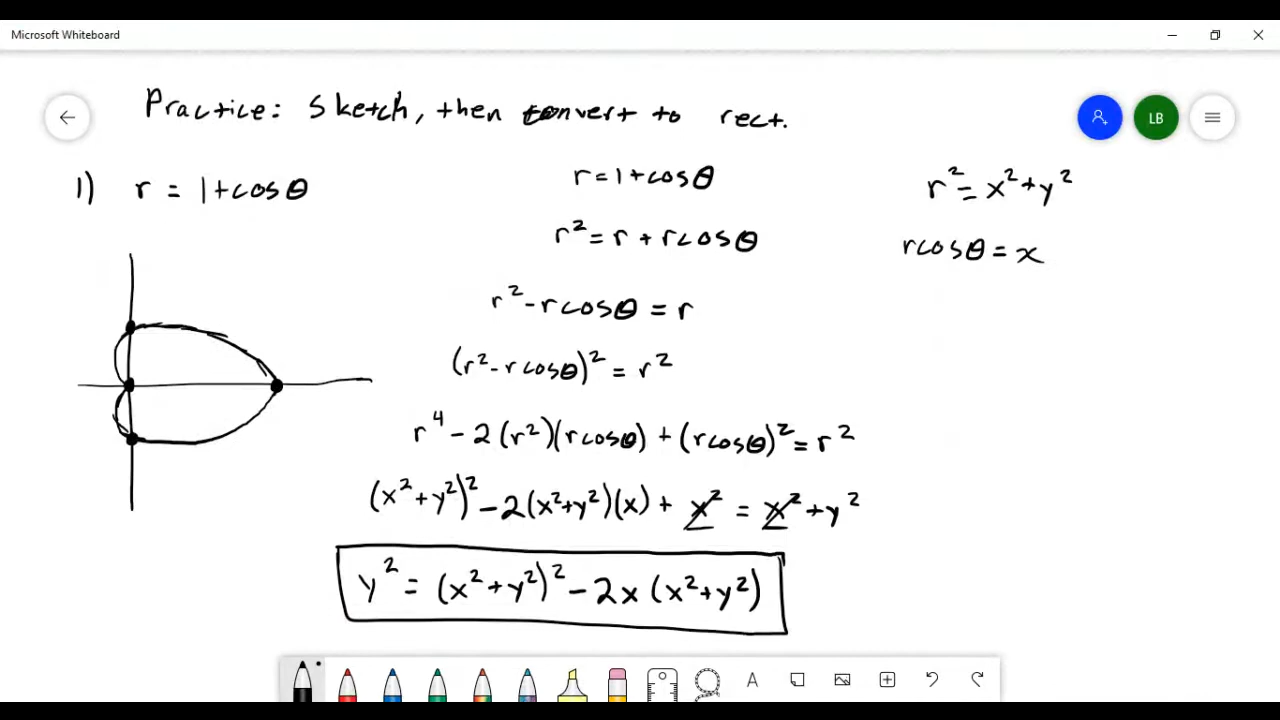 Microsoft Whiteboard
Practice: Sketch, then convert to rect.
LB
1) r = 1+cosθ
r=1+cosθ
r²= r + rcosθ
r²-rcosθ = r
(r²-rcosθ)² = r²
r⁴ - 2(r²)(rcosθ) + (rcosθ)² = r²
(x²+y²)² - 2(x²+y²)(x) + x² = x²+y²
y² = (x²+y²)² - 2x(x²+y²)
r²= x²+y²
rcosθ = x
A